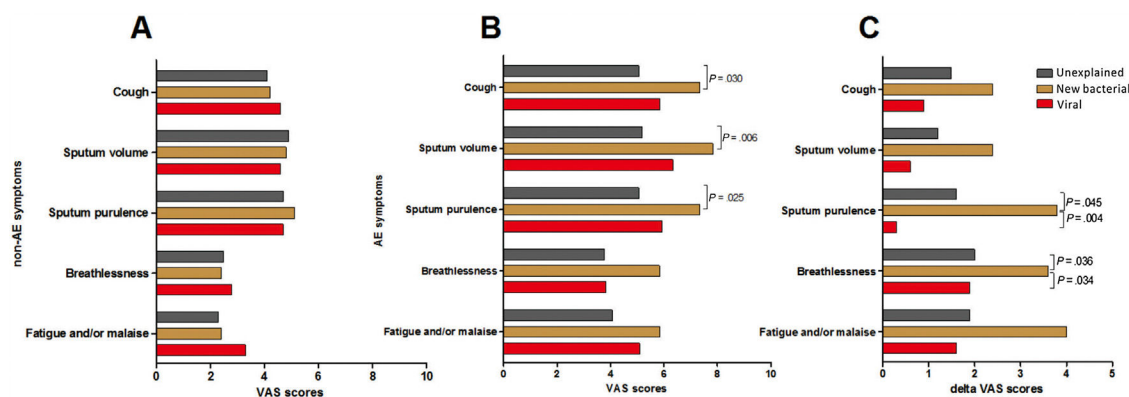 A
non-AE symptoms
Cough
Sputum volume
Sputum purulence
Breathlessness
Fatigue and/or malaise
0 2 4 6 8 10
VAS scores
B
AE symptoms
Cough
Sputum volume
Sputum purulence
Breathlessness
Fatigue and/or malaise
P = .030
P = .006
P = .025
0 2 4 6 8 10
VAS scores
C
Cough
Sputum volume
Sputum purulence
Breathlessness
Fatigue and/or malaise
Unexplained
New bacterial
Viral
P = .045
P = .004
P = .036
P = .034
0 1 2 3 4 5
delta VAS scores